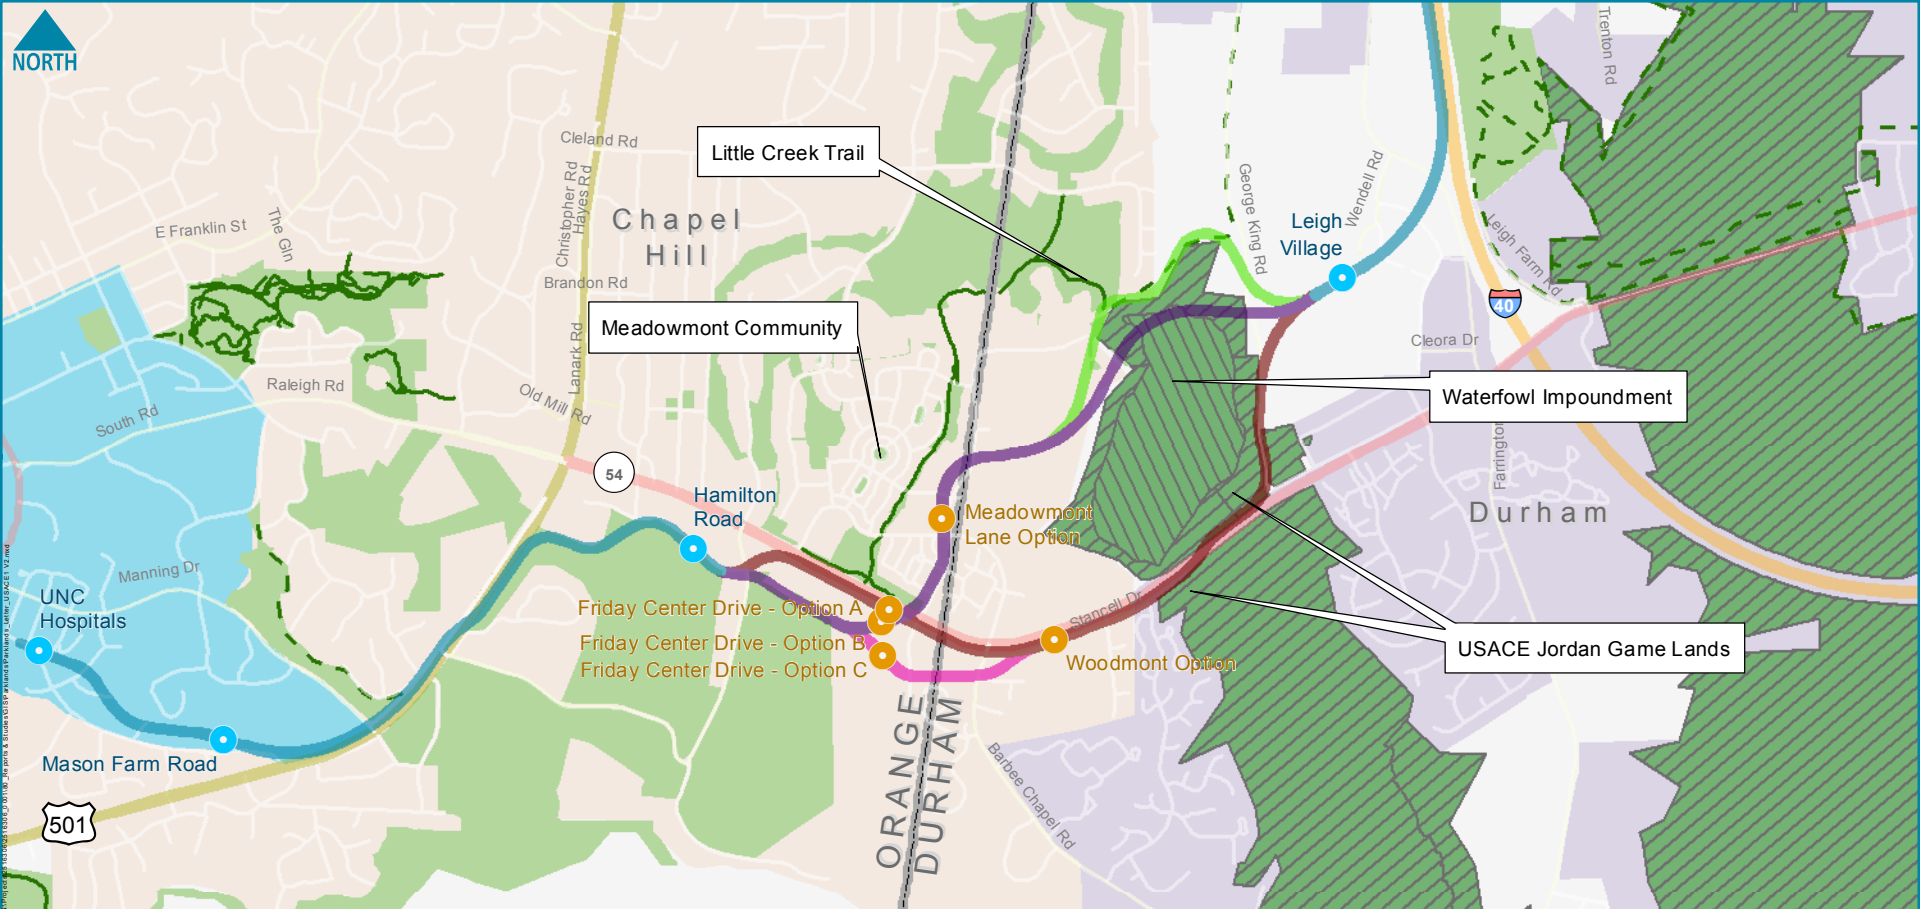 NORTH
Trenton Rd
Cleland Rd
Little Creek Trail
Christopher Rd
Hayes Rd
George King Rd
Wendell Rd
E Franklin St
The Gln
Chapel
Hill
Leigh
Village
Leigh Farm Rd
Brandon Rd
40
Meadowmont Community
Lanark Rd
Cleora Dr
Raleigh Rd
Old Mill Rd
Waterfowl Impoundment
South Rd
54
Farrington
Hamilton
Road
Meadowmont
Lane Option
Durham
Manning Dr
UNC
Hospitals
Friday Center Drive - Option A
Stancell Dr
Friday Center Drive - Option B
USACE Jordan Game Lands
Friday Center Drive - Option C
Woodmont Option
Mason Farm Road
ORANGE
DURHAM
Barbee Chapel Rd
501